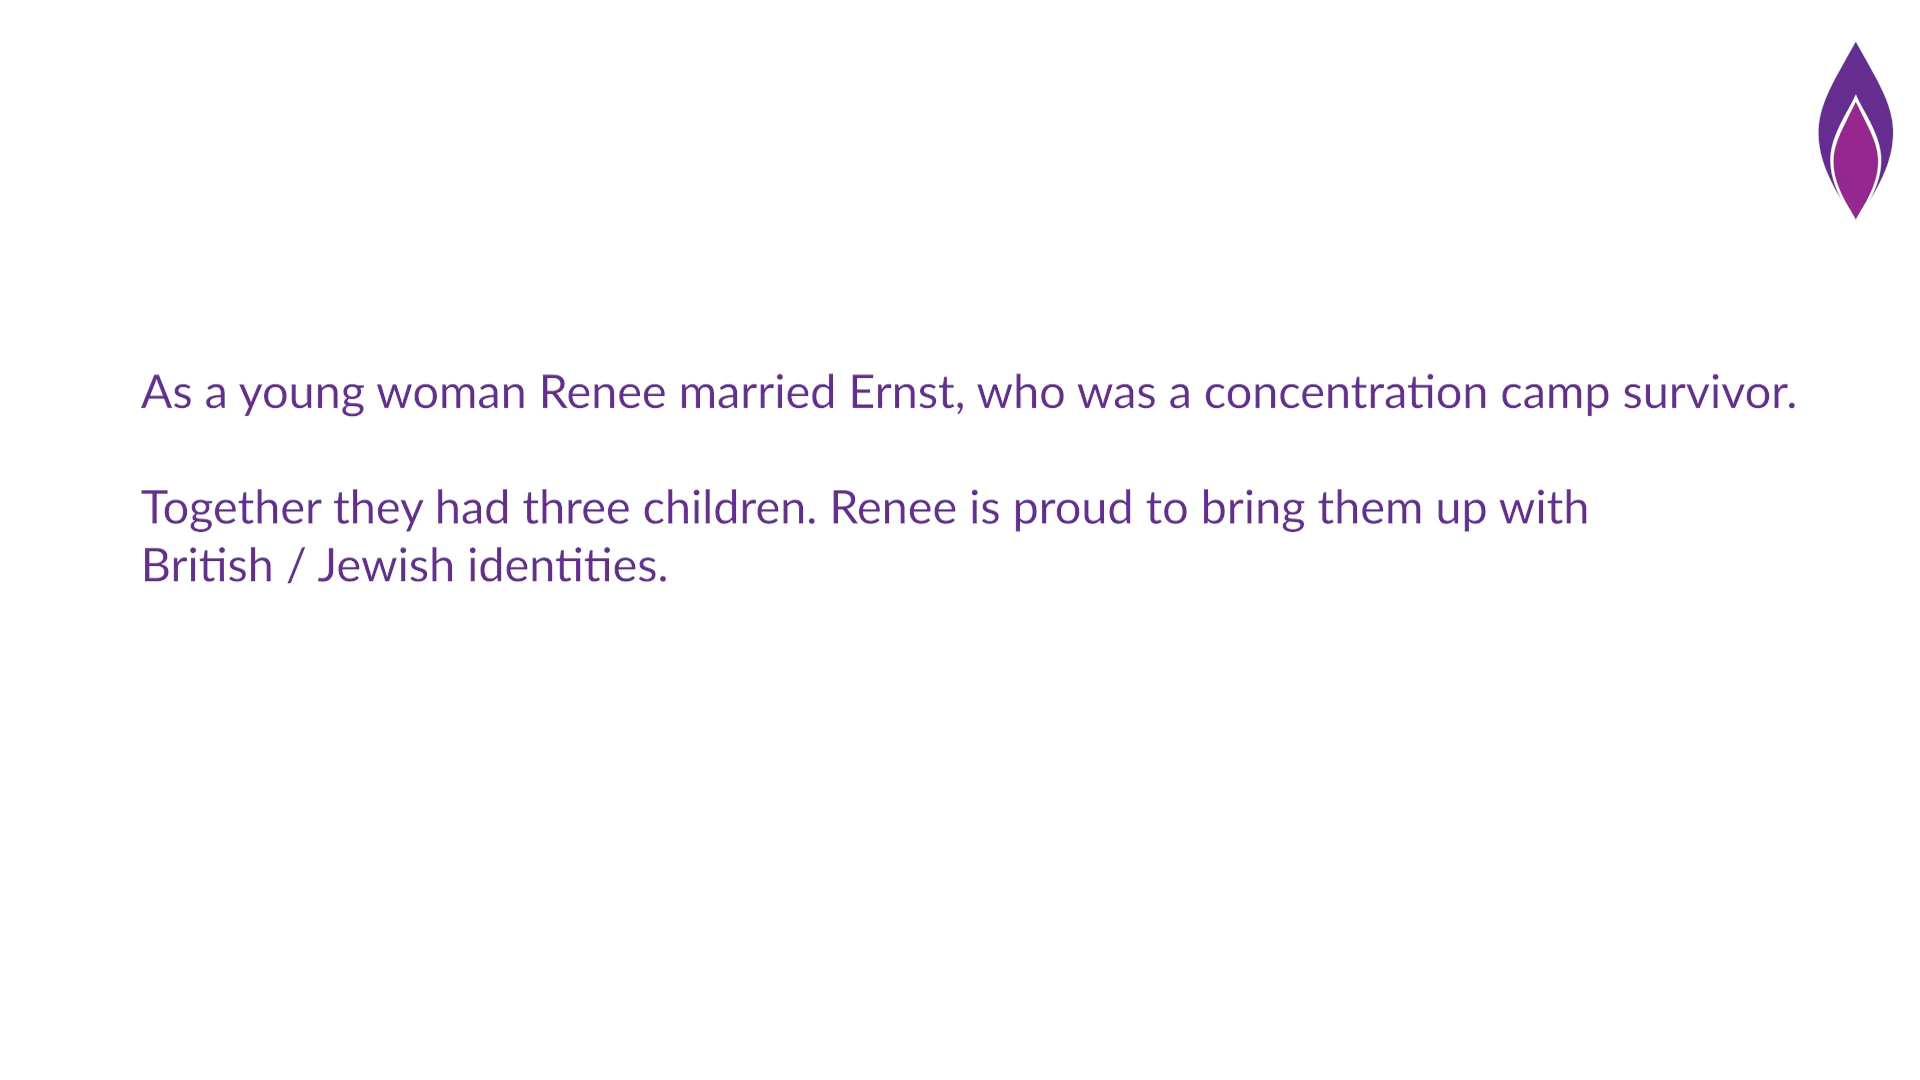 As a young woman Renee married Ernst, who was a concentration camp survivor.
Together they had three children. Renee is proud to bring them up with
British / Jewish identities.